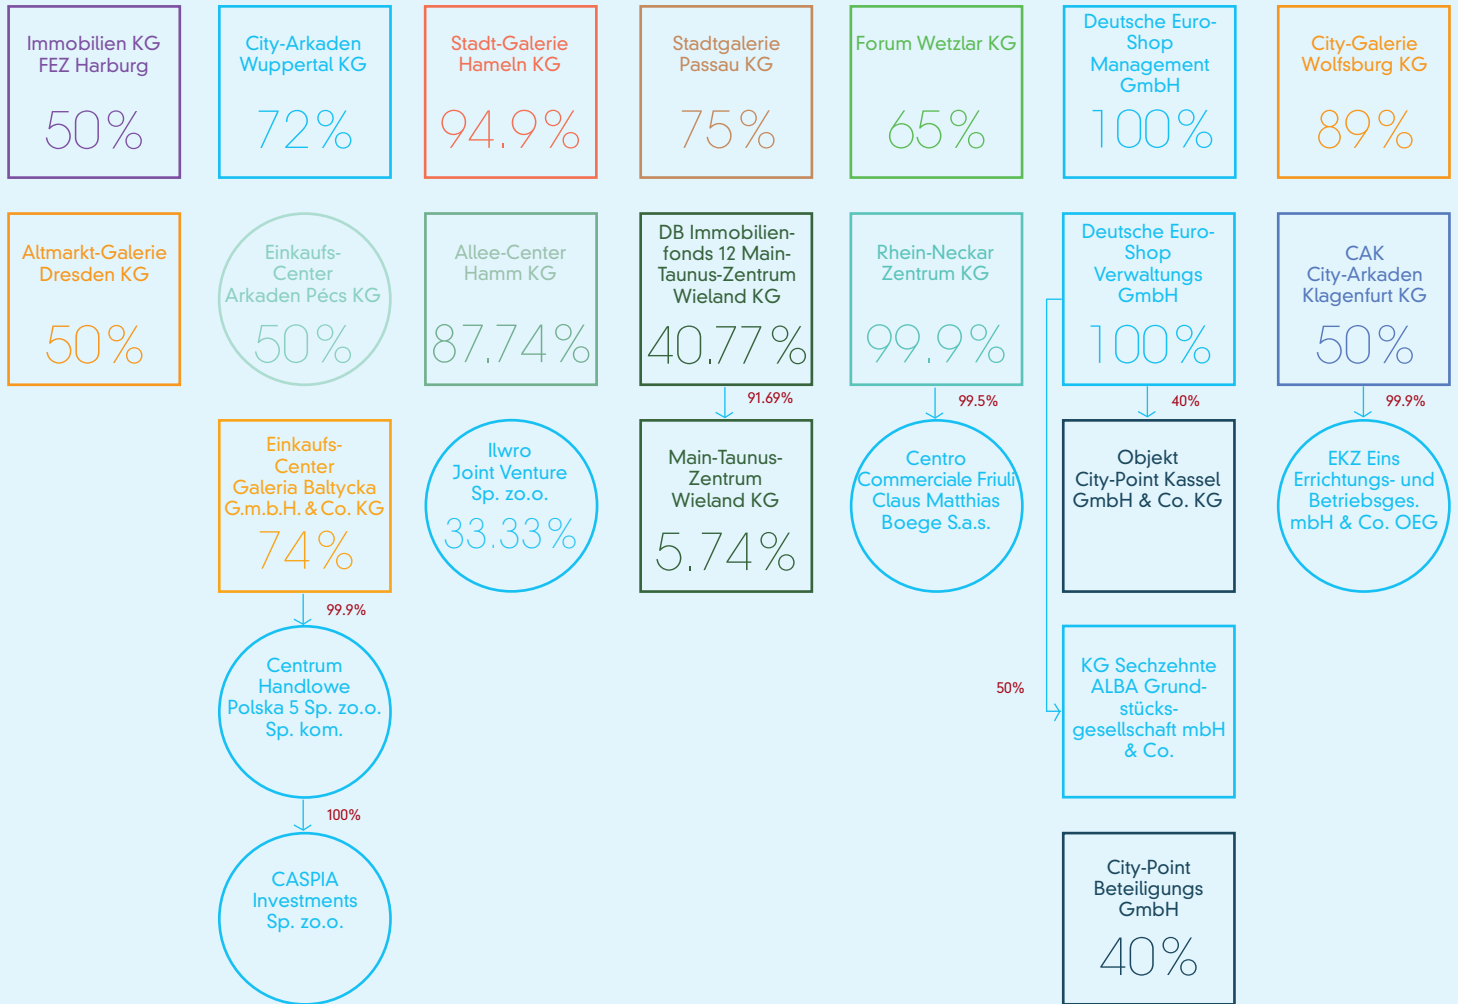 Immobilien KG
FEZ Harburg
50%
City-Arkaden
Wuppertal KG
72%
Stadt-Galerie
Hameln KG
94.9%
Stadtgalerie
Passau KG
75%
Forum Wetzlar KG
65%
Deutsche Euro-
Shop
Management
GmbH
100%
City-Galerie
Wolfsburg KG
89%
Altmarkt-Galerie
Dresden KG
50%
Einkaufs-
Center
Arkaden Pécs KG
50%
Allee-Center
Hamm KG
87.74%
DB Immobilien-
fonds 12 Main-
Taunus-Zentrum
Wieland KG
40.77%
Rhein-Neckar
Zentrum KG
99.9%
Deutsche Euro-
Shop
Verwaltungs
GmbH
100%
CAK
City-Arkaden
Klagenfurt KG
50%
91.69%
99.5%
40%
99.9%
Einkaufs-
Center
Galeria Baltycka
G.m.b.H. & Co. KG
74%
Ilwro
Joint Venture
Sp. zo.o.
33.33%
Main-Taunus-
Zentrum
Wieland KG
5.74%
Centro
Commerciale Friuli
Claus Matthias
Boege S.a.s.
Objekt
City-Point Kassel
GmbH & Co. KG
EKZ Eins
Errichtungs- und
Betriebsges.
mbH & Co. OEG
99.9%
Centrum
Handlowe
Polska 5 Sp. zo.o.
Sp. kom.
50%
KG Sechzehnte
ALBA Grund-
stücks-
gesellschaft mbH
& Co.
100%
CASPIA
Investments
Sp. zo.o.
City-Point
Beteiligungs
GmbH
40%